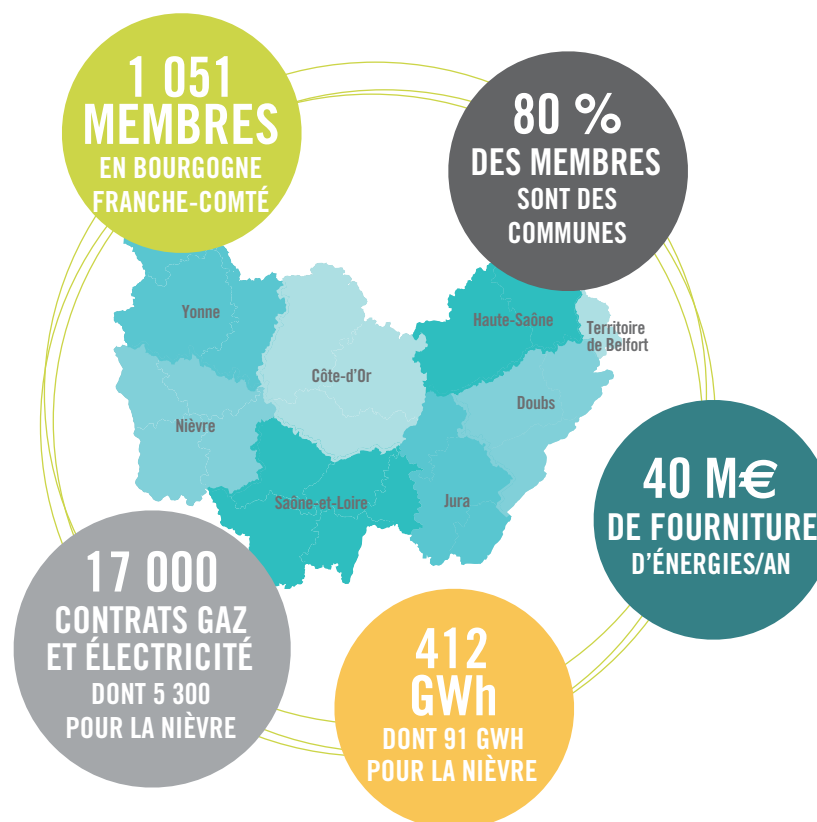 1 051
MEMBRES
EN BOURGOGNE
FRANCHE-COMTÉ
80 %
DES MEMBRES
SONT DES
COMMUNES
Yonne
Haute-Saône
Territoire
de Belfort
Côte-d'Or
Doubs
Nièvre
Saône-et-Loire
Jura
40 M€
DE FOURNITURE
D'ÉNERGIES/AN
17 000
CONTRATS GAZ
ET ÉLECTRICITÉ
DONT 5 300
POUR LA NIÈVRE
412
GWh
DONT 91 GWH
POUR LA NIÈVRE